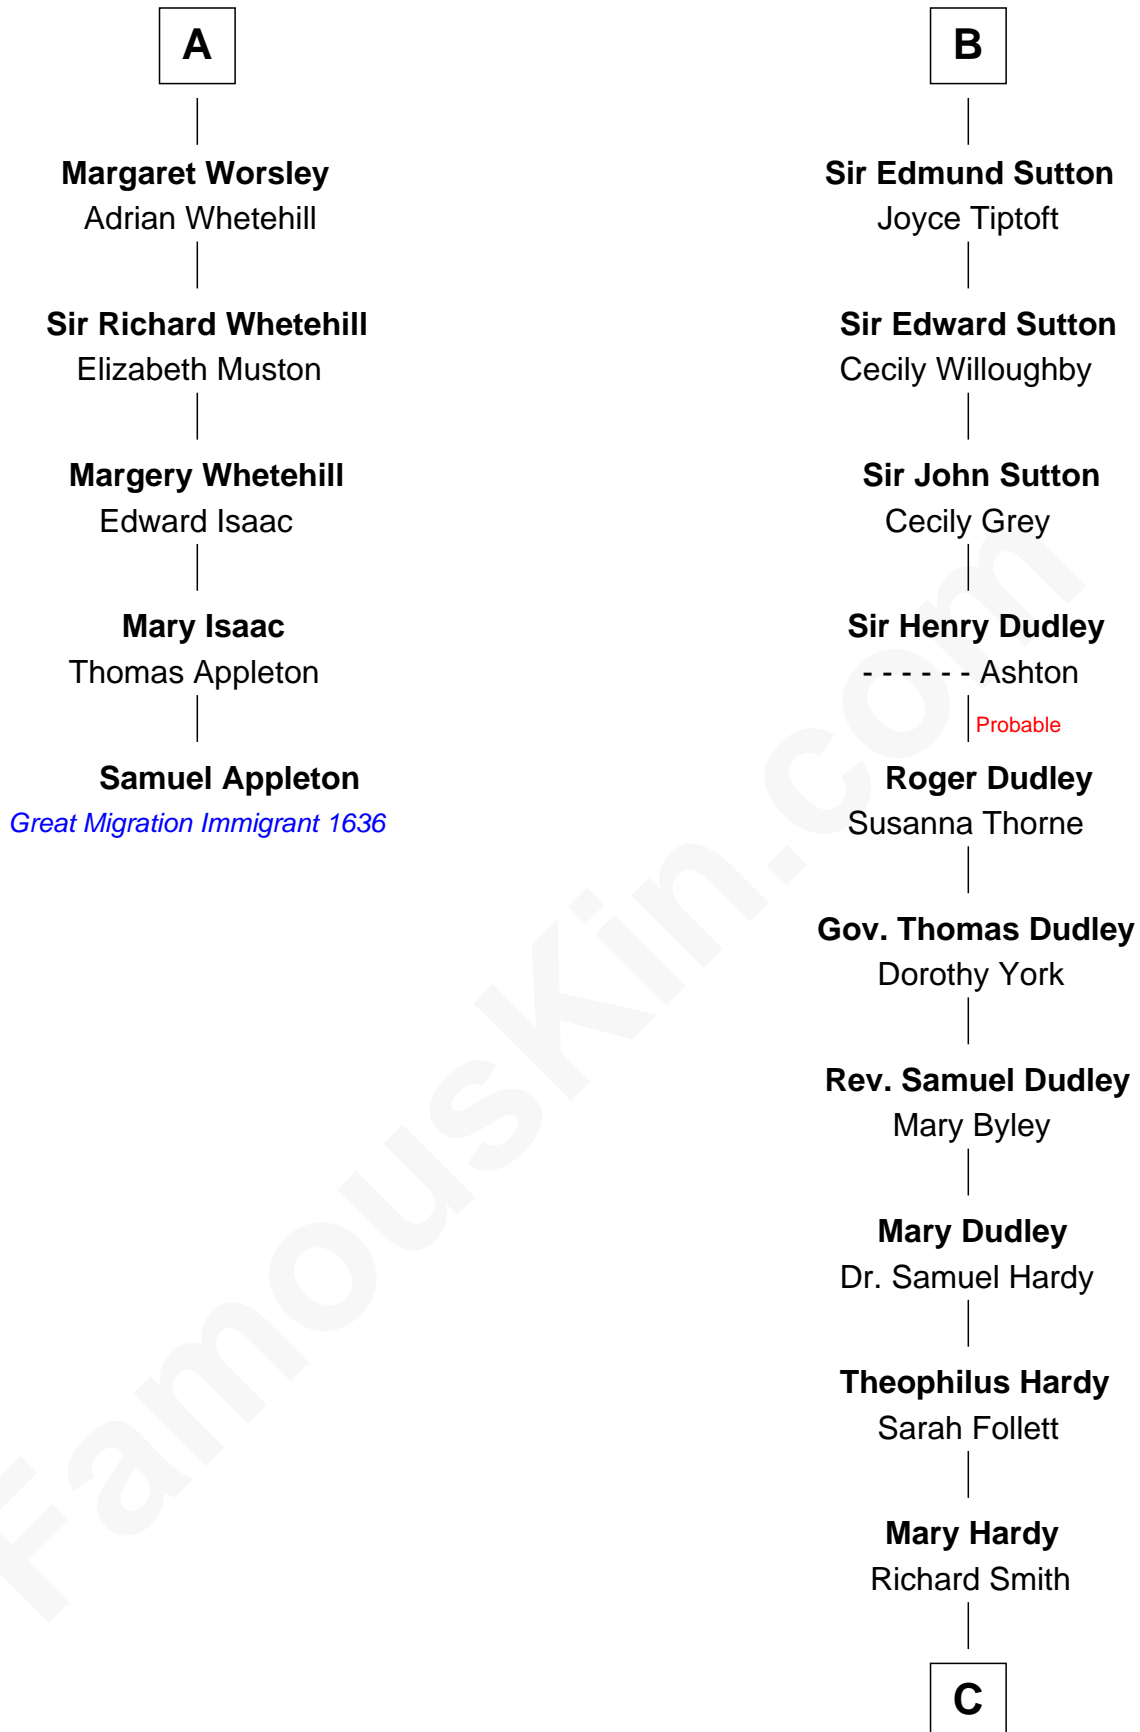 A
Margaret Worsley
Adrian Whetehill
Sir Richard Whetehill
Elizabeth Muston
Margery Whetehill
Edward Isaac
Mary Isaac
Thomas Appleton
Samuel Appleton
Great Migration Immigrant 1636
B
Sir Edmund Sutton
Joyce Tiptoft
Sir Edward Sutton
Cecily Willoughby
Sir John Sutton
Cecily Grey
Sir Henry Dudley
- - - - - - Ashton
Probable
Roger Dudley
Susanna Thorne
Gov. Thomas Dudley
Dorothy York
Rev. Samuel Dudley
Mary Byley
Mary Dudley
Dr. Samuel Hardy
Theophilus Hardy
Sarah Follett
Mary Hardy
Richard Smith
C
FamousKin.com